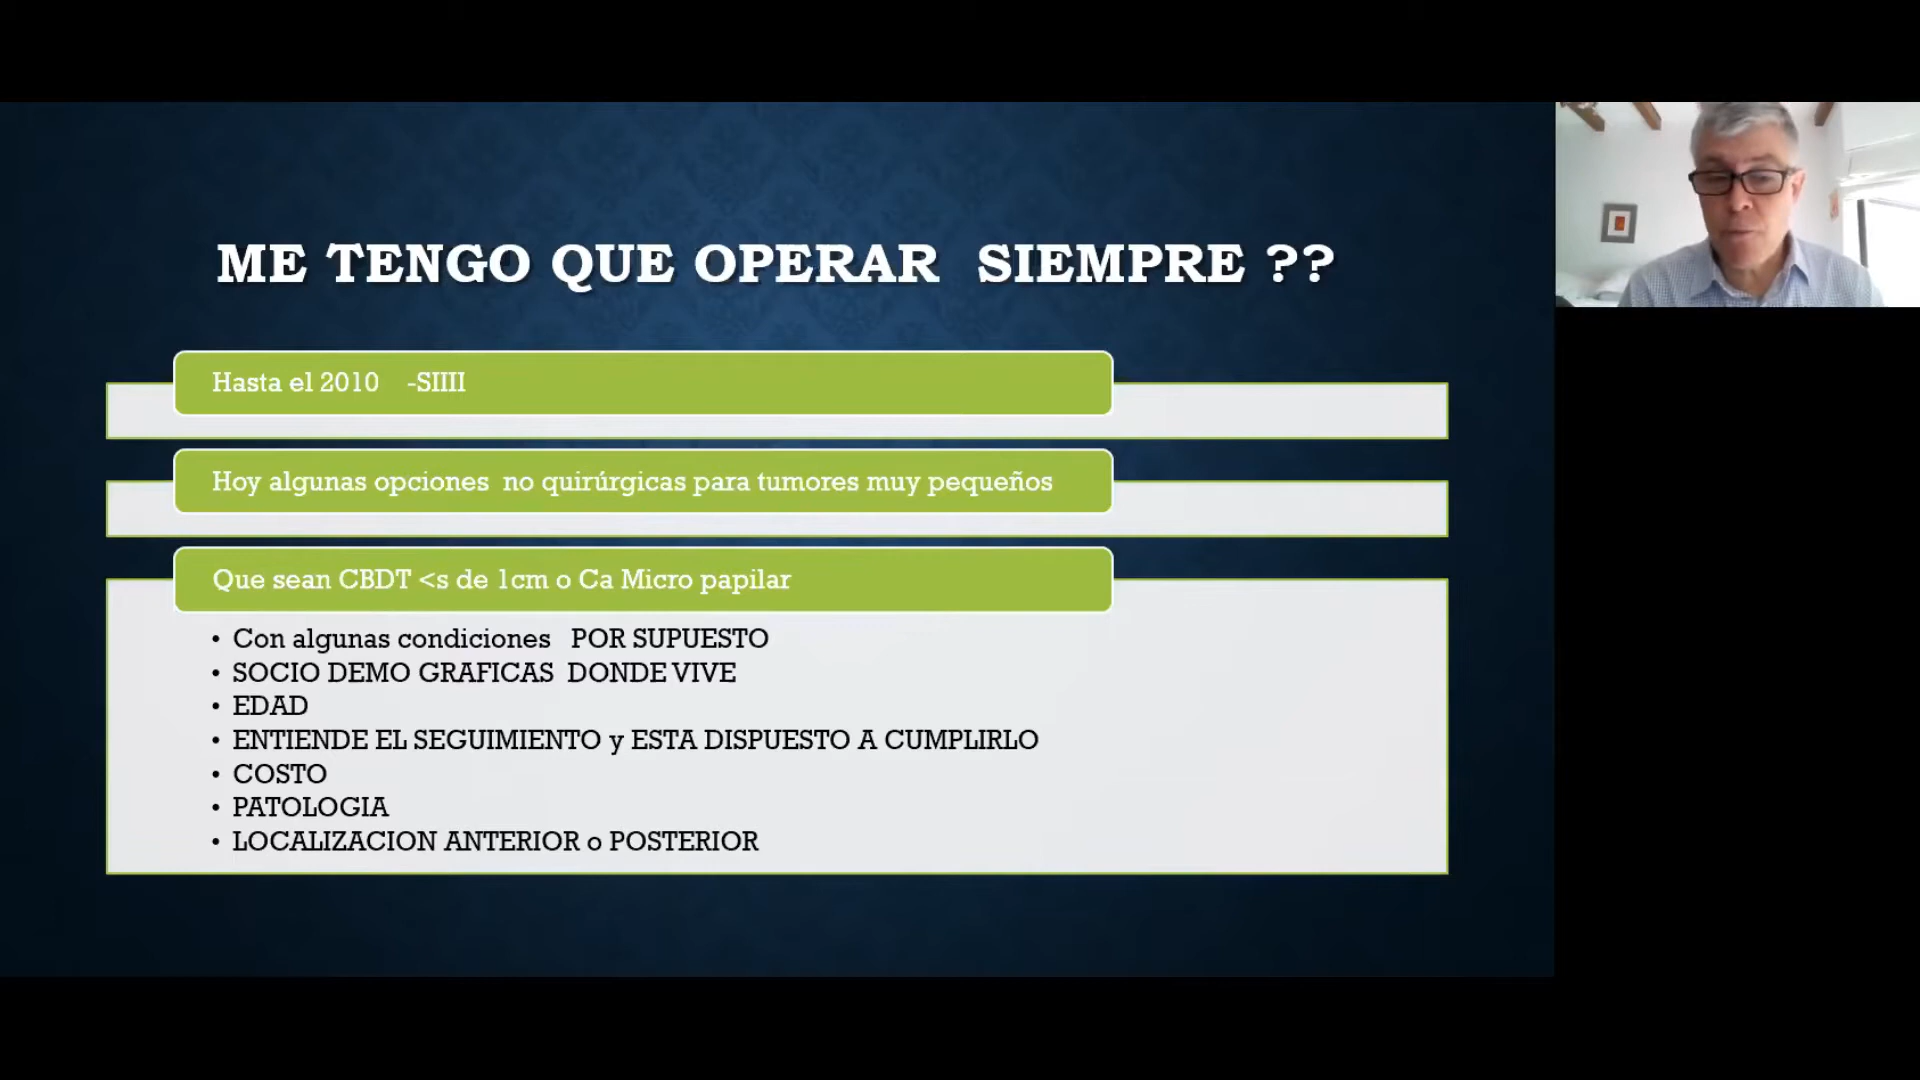 ME TENGO QUE OPERAR SIEMPRE ??
Hasta el 2010 -SIIII
Hoy algunas opciones no quirúrgicas para tumores muy pequeños
Que sean CBDT <s de 1cm o Ca Micro papilar
• Con algunas condiciones POR SUPUESTO
• SOCIO DEMO GRAFICAS DONDE VIVE
• EDAD
• ENTIENDE EL SEGUIMIENTO y ESTA DISPUESTO A CUMPLIRLO
• COSTO
• PATOLOGIA
• LOCALIZACION ANTERIOR o POSTERIOR